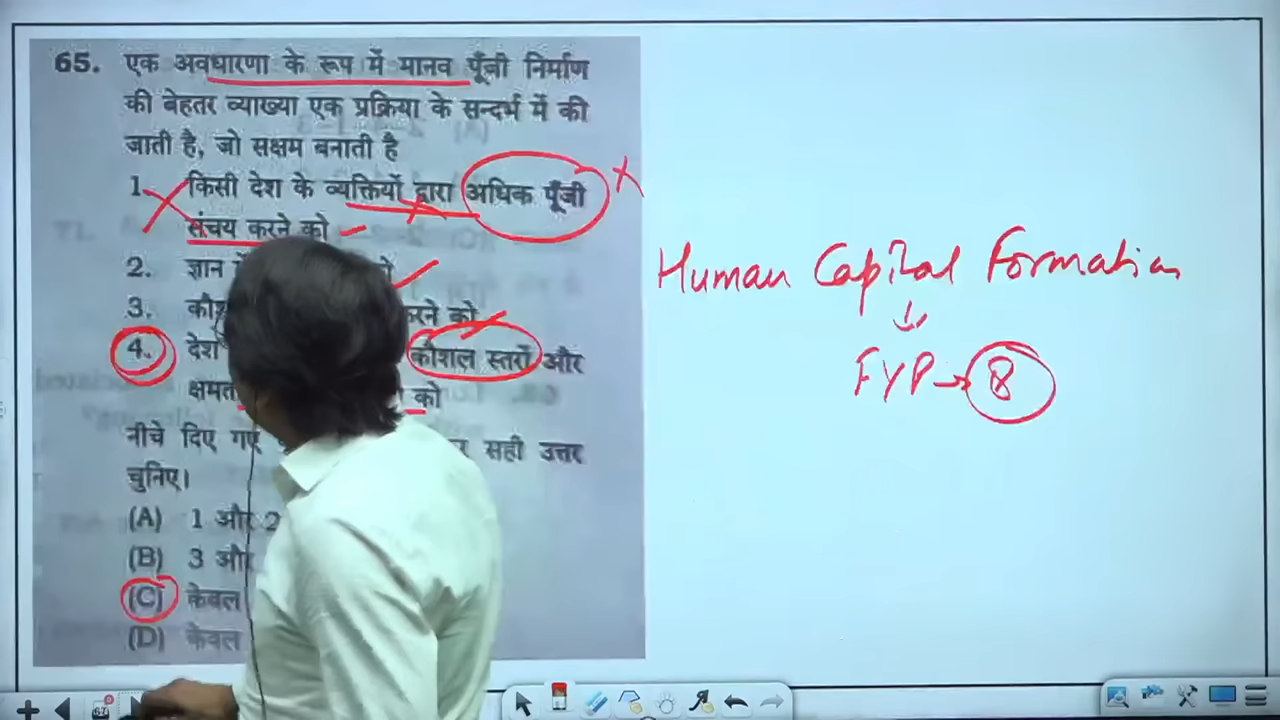 65. एक अवधारणा के रूप में मानव पूँजी निर्माण
की बेहतर व्याख्या एक प्रक्रिया के सन्दर्भ में की
जाती है, जो सक्षम बनाती है
1. किसी देश के व्यक्तियों द्वारा अधिक पूँजी
संचय करने को
2. ज्ञान
3.
4. देश कौशल स्तरों और
को
नीचे दिए गए सही उत्तर
चुनिए।
(A) 1 और 2
(B) 3 और
(C) केवल
(D) केवल
Human Capital Formation
FYP → 8